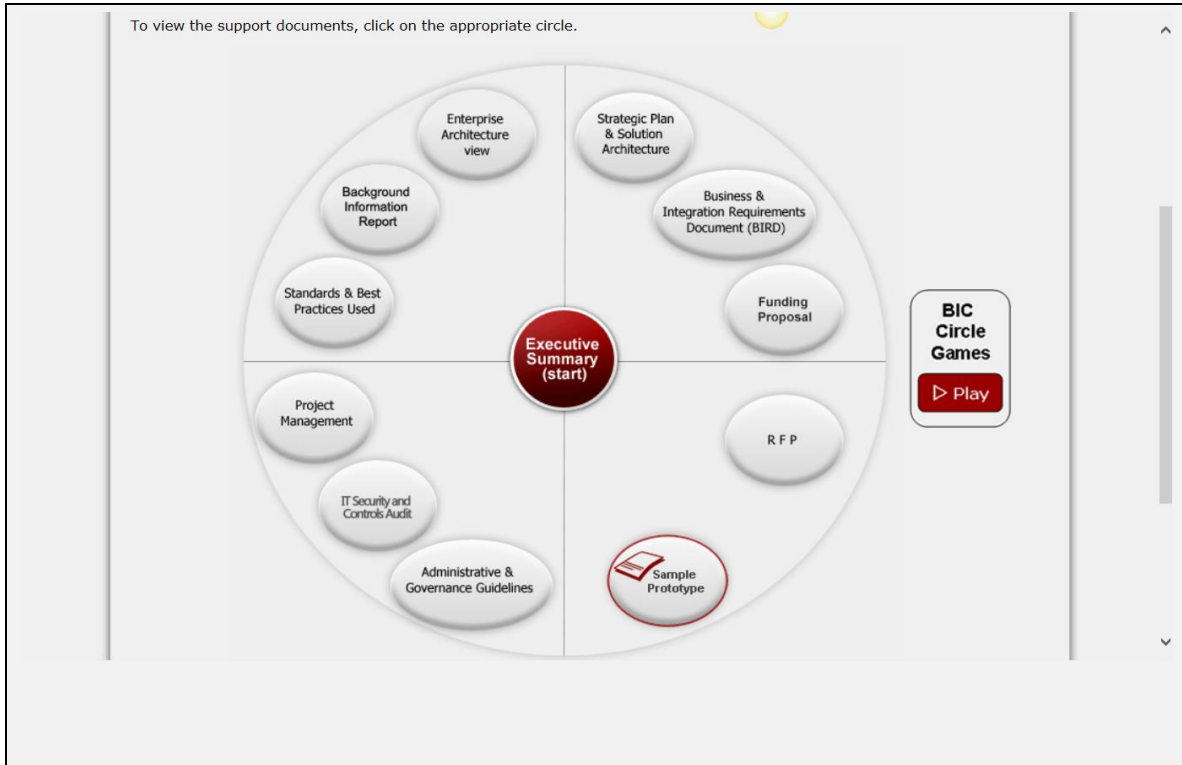 To view the support documents, click on the appropriate circle.
Enterprise
Architecture
view
Strategic Plan
& Solution
Architecture
Background
Information
Report
Business &
Integration Requirements
Document (BIRD)
Standards & Best
Practices Used
Funding
Proposal
Executive
Summary
(start)
BIC
Circle
Games
Play
Project
Management
R F P
IT Security and
Controls Audit
Administrative &
Governance Guidelines
Sample
Prototype